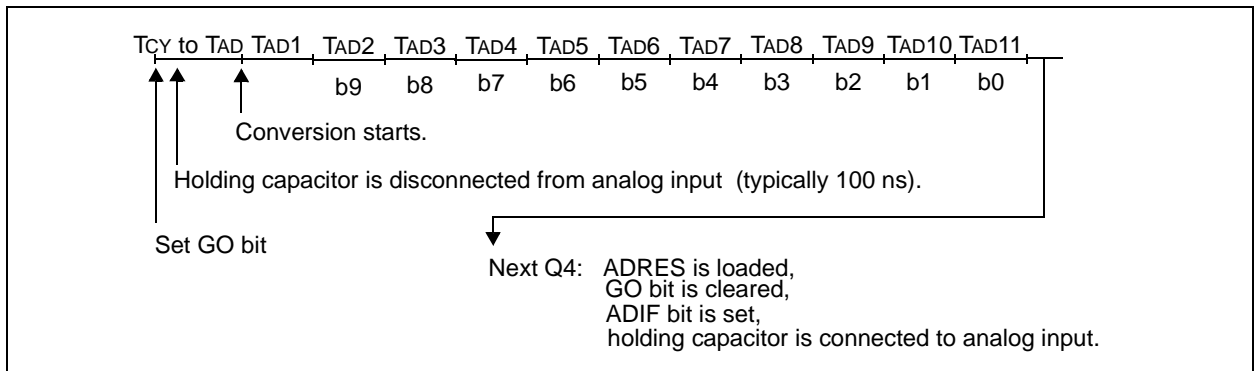 TCY to TAD TAD1 TAD2 TAD3 TAD4 TAD5 TAD6 TAD7 TAD8 TAD9 TAD10 TAD11
b9 b8 b7 b6 b5 b4 b3 b2 b1 b0
Conversion starts.
Holding capacitor is disconnected from analog input (typically 100 ns).
Set GO bit
Next Q4: ADRES is loaded,
GO bit is cleared,
ADIF bit is set,
holding capacitor is connected to analog input.